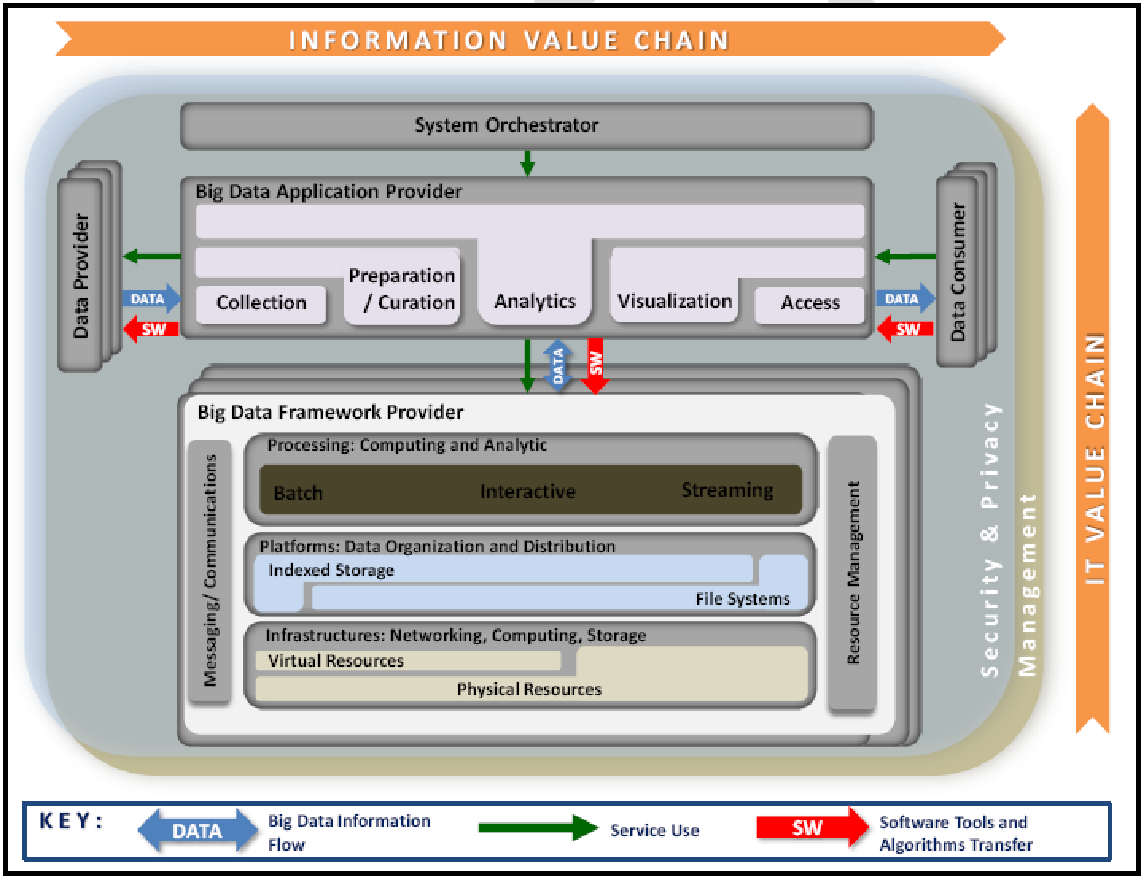 INFORMATION VALUE CHAIN
System Orchestrator
Big Data Application Provider
Data Provider
Data Consumer
Preparation
/ Curation
Collection
Analytics
Visualization
Access
DATA
SW
DATA
SW
DATA
SW
Big Data Framework Provider
Messaging/ Communications
Processing: Computing and Analytic
Batch
Interactive
Streaming
Platforms: Data Organization and Distribution
Indexed Storage
File Systems
Infrastructures: Networking, Computing, Storage
Virtual Resources
Physical Resources
Resource Management
Security & Privacy
Management
IT VALUE CHAIN
KEY:
DATA
Big Data Information
Flow
Service Use
SW
Software Tools and
Algorithms Transfer